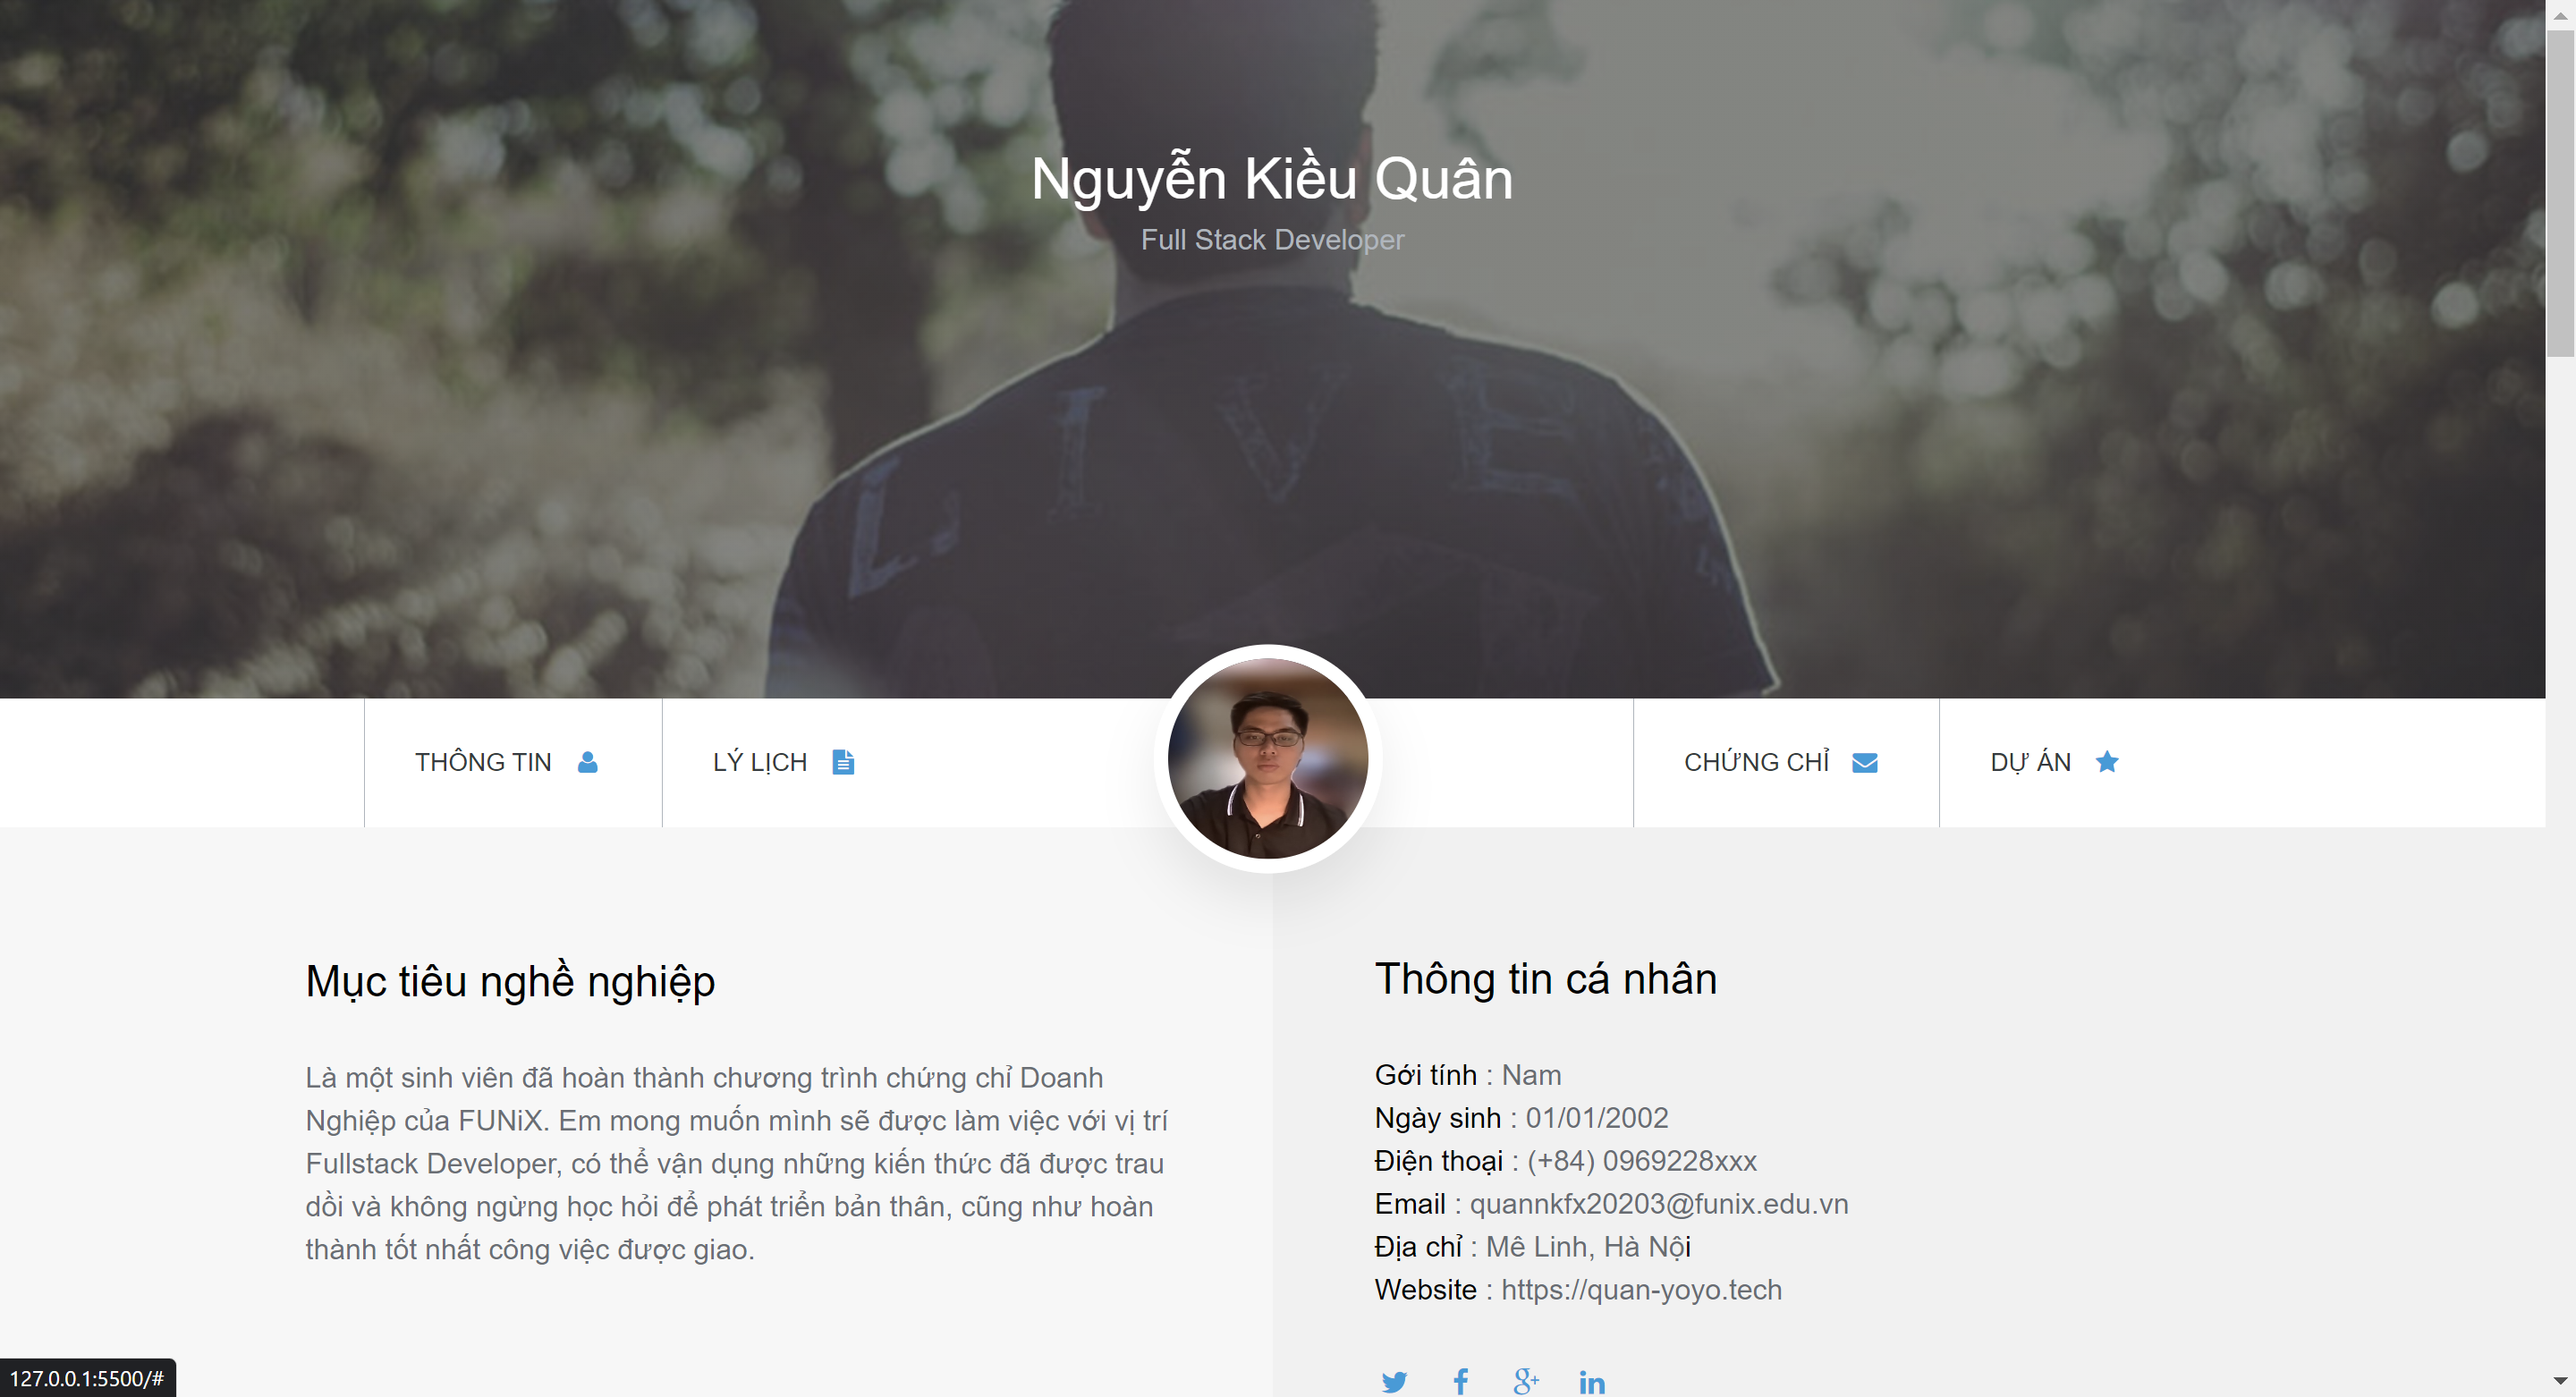 Nguyễn Kiều Quân
Full Stack Developer
LIVE
THÔNG TIN
LÝ LỊCH
CHỨNG CHỈ
DỰ ÁN
Mục tiêu nghề nghiệp
Là một sinh viên đã hoàn thành chương trình chứng chỉ Doanh
Nghiệp của FUNiX. Em mong muốn mình sẽ được làm việc với vị trí
Fullstack Developer, có thể vận dụng những kiến thức đã được trau
dồi và không ngừng học hỏi để phát triển bản thân, cũng như hoàn
thành tốt nhất công việc được giao.
Thông tin cá nhân
Gới tính : Nam
Ngày sinh : 01/01/2002
Điện thoại : (+84) 0969228xxx
Email : quannkfx20203@funix.edu.vn
Địa chỉ : Mê Linh, Hà Nội
Website : https://quan-yoyo.tech
127.0.0.1:5500/#